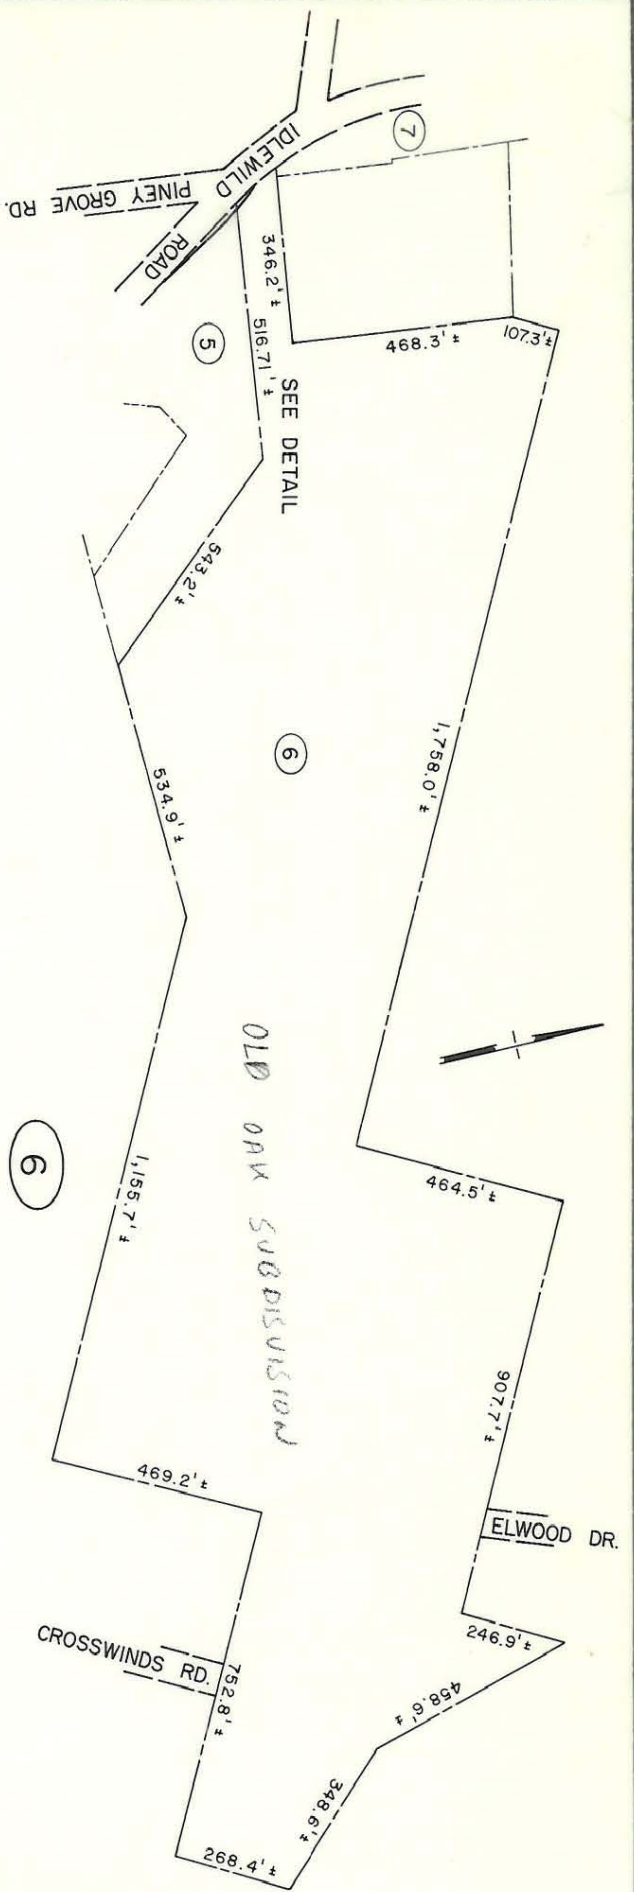 7
IDLEWILD
ROAD
PINEY GROVE RD.
346.2'±
516.71'±
468.3'±
107.3'±
5
SEE DETAIL
543.2'±
534.9'±
6
1,758.0'±
OLD OAK SUBDISVISION
464.5'±
6
1,155.7'±
907.7'±
469.2'±
ELWOOD DR.
246.9'±
CROSSWINDS RD.
752.8'±
458.6'±
348.6'±
268.4'±